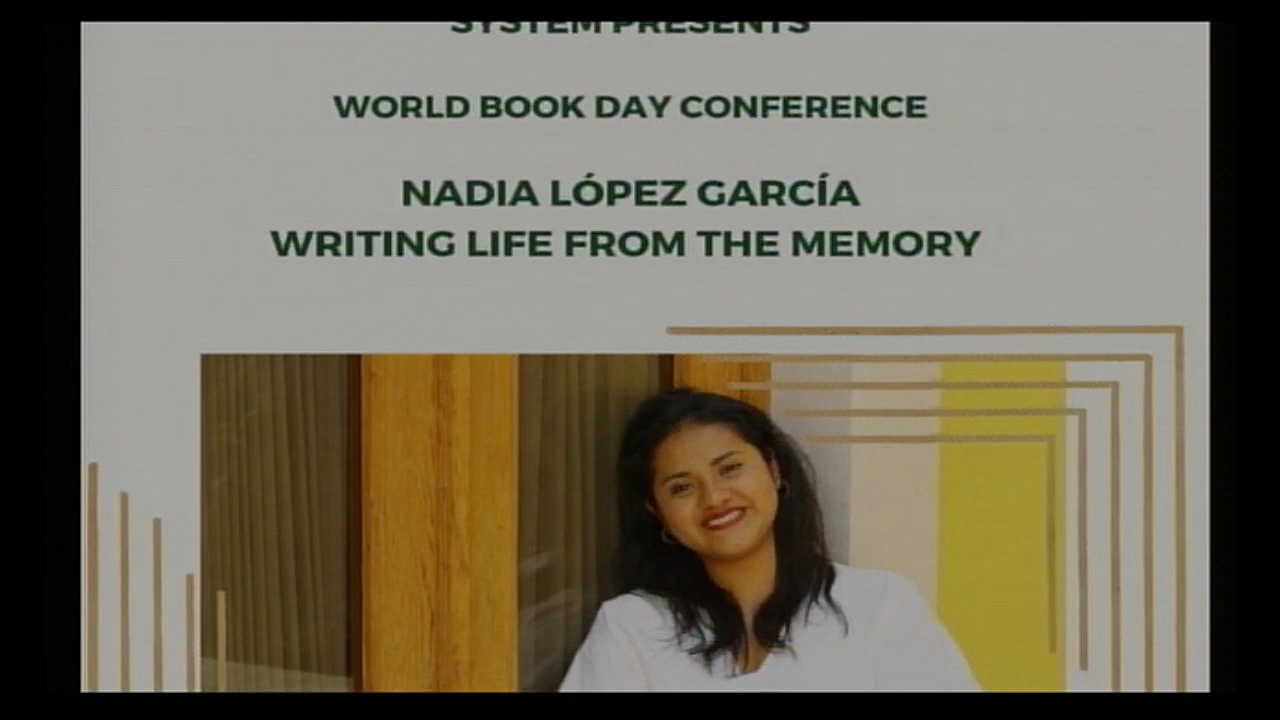 SYSTEM PRESENTS
WORLD BOOK DAY CONFERENCE
NADIA LÓPEZ GARCÍA
WRITING LIFE FROM THE MEMORY